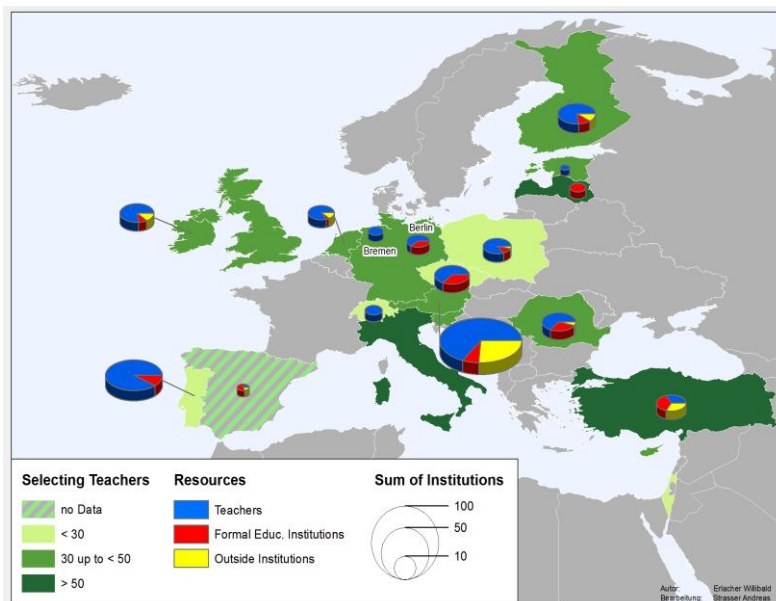 Berlin
Bremen
Selecting Teachers
no Data
< 30
30 up to < 50
> 50
Resources
Teachers
Formal Educ. Institutions
Outside Institutions
Sum of Institutions
100
50
10
Autor: Erlacher Willibald
Bearbeitung: Strasser Andreas